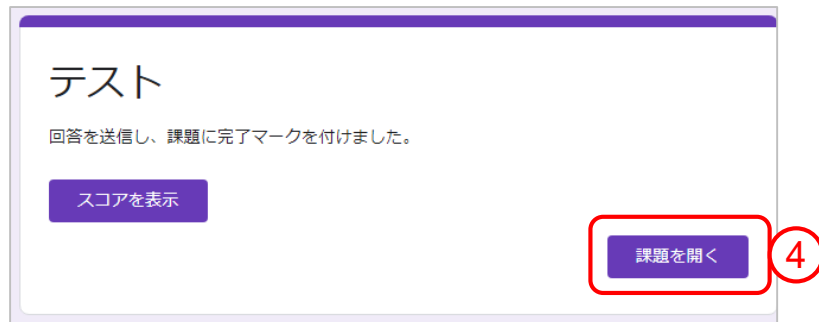 テスト
回答を送信し、課題に完了マークを付けました。
スコアを表示
課題を開く
4